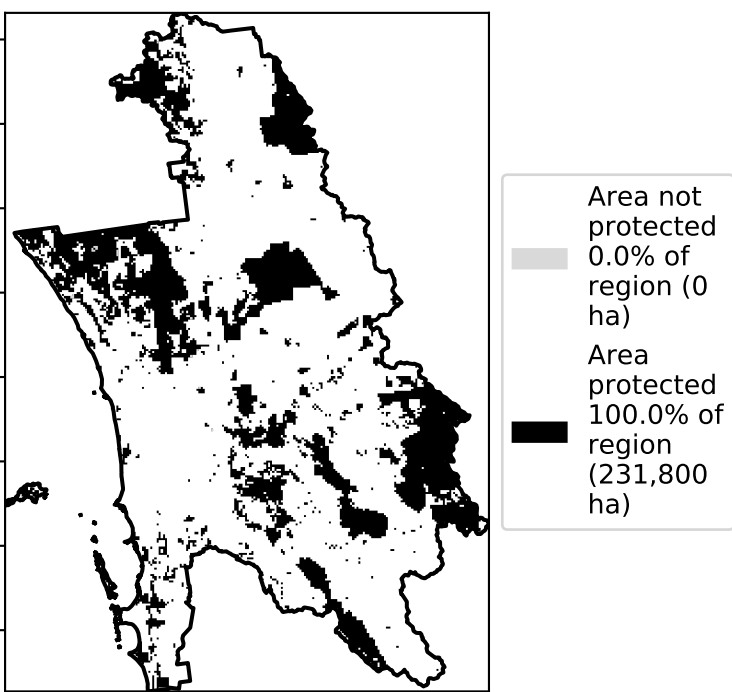 Area not
protected
0.0% of
region (0
ha)
Area
protected
100.0% of
region
(231,800
ha)